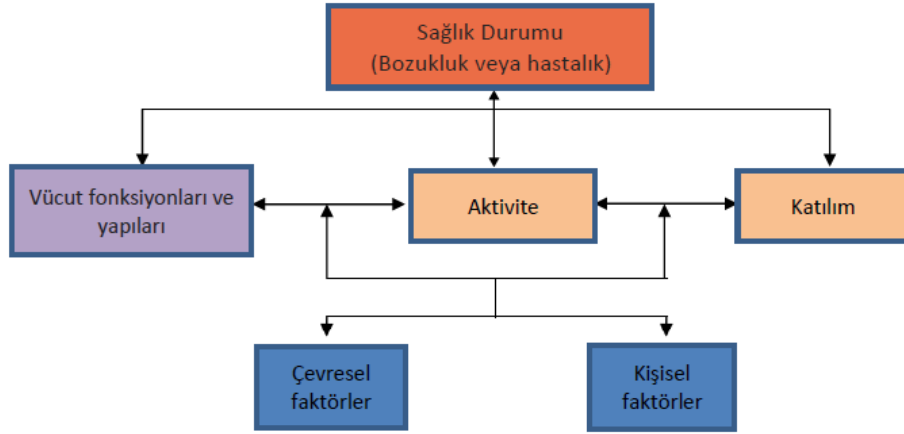 Sağlık Durumu
(Bozukluk veya hastalık)
Vücut fonksiyonları ve
yapıları
Aktivite
Katılım
Çevresel
faktörler
Kişisel
faktörler